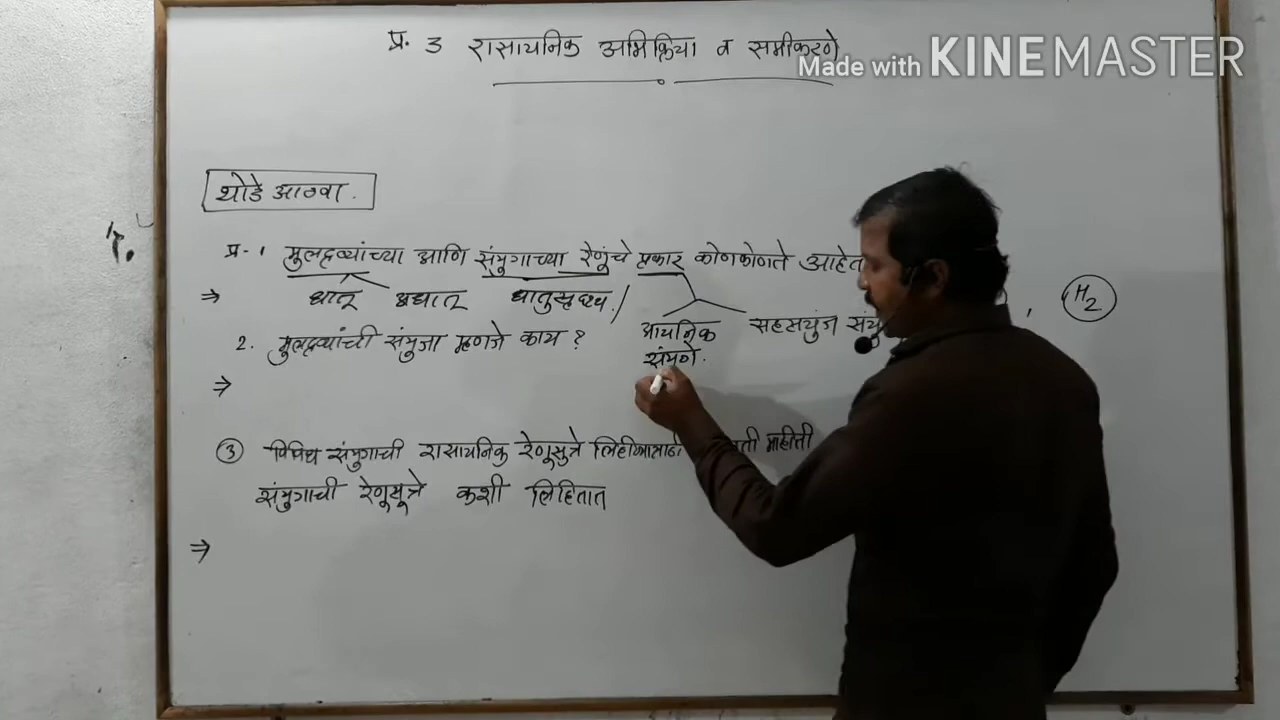 प्र. 3 रासायनिक अभिक्रिया व समीकरणे
Made with KINEMASTER
थोडे आठवा.
प्र. 1 मुलद्रव्यांच्या आणि संयुगाच्या रेणूंचे प्रकार कोणकोणते आहेत
⇒ धातू अधातू धातुसदृश्य /
आयनिक संयुगे. सहसंयुज
H2
2. मुलद्रव्यांची संयुजा म्हणजे काय ?
⇒
③ विविध संयुगाची रासायनिक रेणूसुत्रे लिहीण्यासाठी माहीती
संयुगाची रेणूसूत्रे कशी लिहितात
⇒